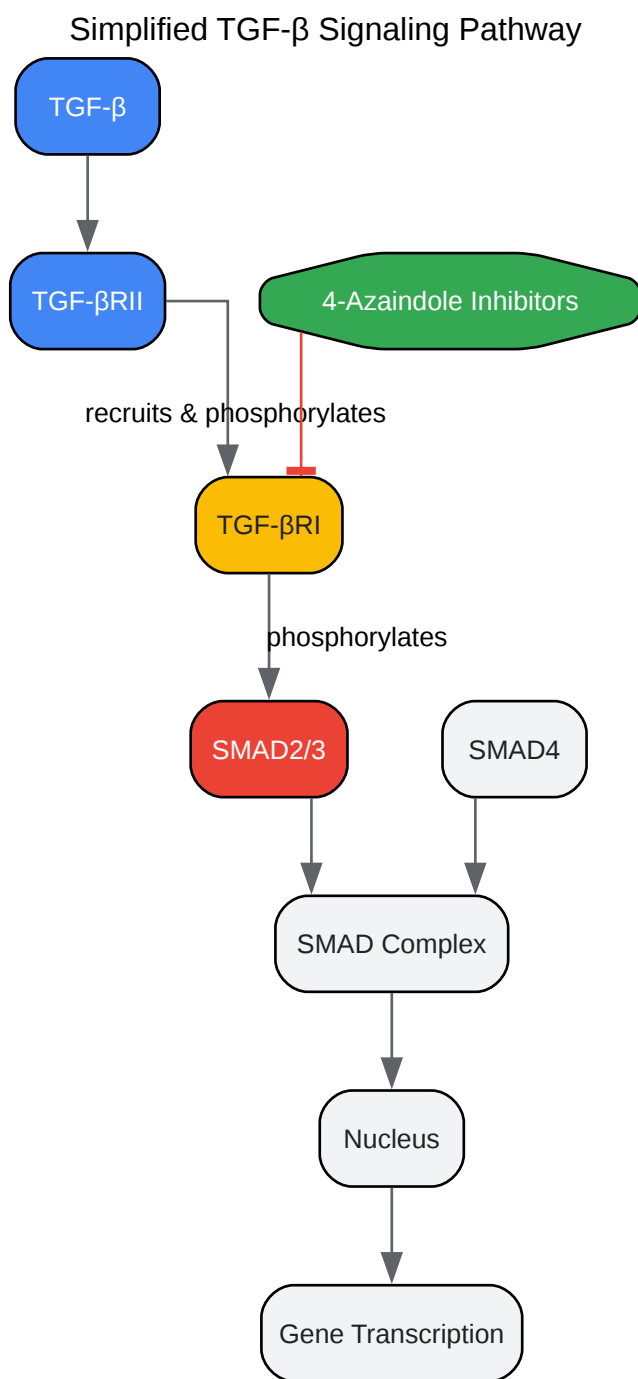 Simplified TGF-β Signaling Pathway
TGF-β
TGF-βRII
4-Azaindole Inhibitors
recruits & phosphorylates
TGF-βRI
phosphorylates
SMAD2/3
SMAD4
SMAD Complex
Nucleus
Gene Transcription